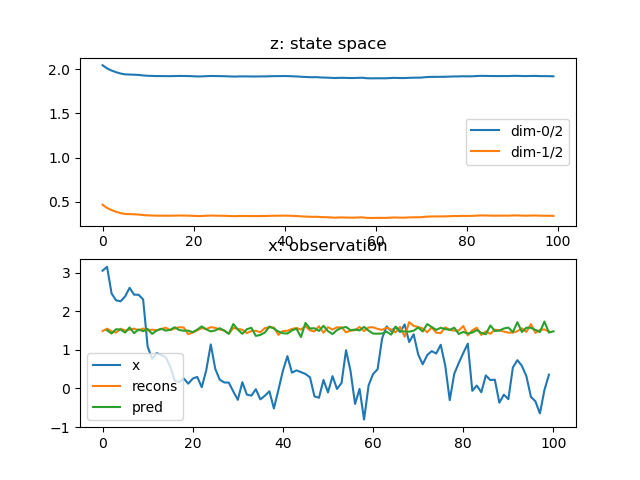 z: state space
2.0
1.5
1.0
0.5
dim-0/2
dim-1/2
0 20 40 60 80 100
x: observation
3
2
1
0
−1
x
recons
pred
0 20 40 60 80 100